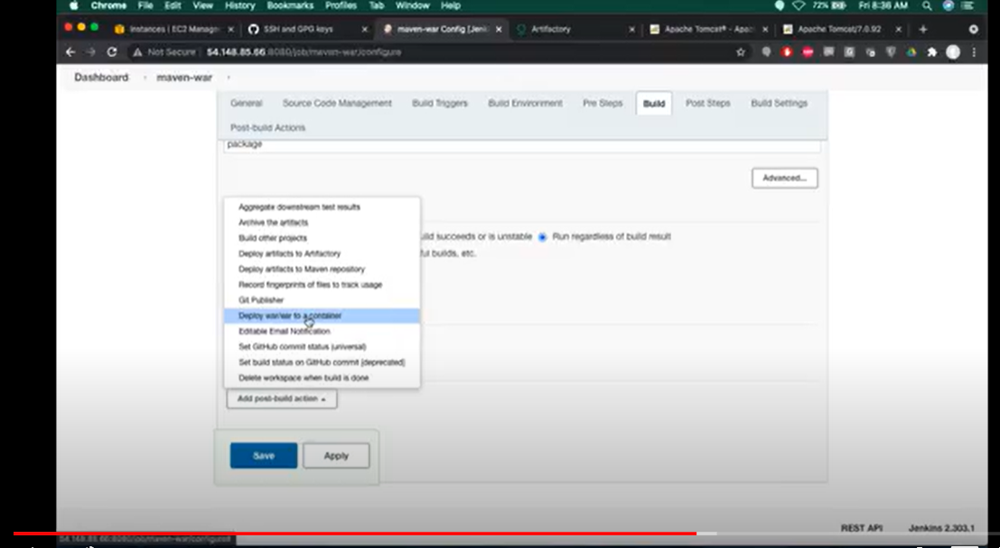 Chrome File Edit View History Bookmarks Profiles Tab Window Help 72% Fri 8:36 AM
Instances | EC2 Manage SSH and GPG keys maven-war Config [Jenki Artifactory Apache Tomcat® - Apac Apache Tomcat/7.0.92
Not Secure 54.148.85.66:8080/job/maven-war/configure
Dashboard maven-war
General Source Code Management Build Triggers Build Environment Pre Steps Build Post Steps Build Settings
Post-build Actions
package
Advanced...
Aggregate downstream test results
Archive the artifacts
Build other projects
uild succeeds or is unstable Run regardless of build result
Deploy artifacts to Artifactory
ful builds, etc.
Deploy artifacts to Maven repository
Record fingerprints of files to track usage
Git Publisher
Deploy war/ear to a container
Editable Email Notification
Set GitHub commit status (universal)
Set build status on GitHub commit [deprecated]
Delete workspace when build is done
Add post-build action
Save Apply
REST API Jenkins 2.303.1
54.148.85.66:8080/job/maven-war/configure#